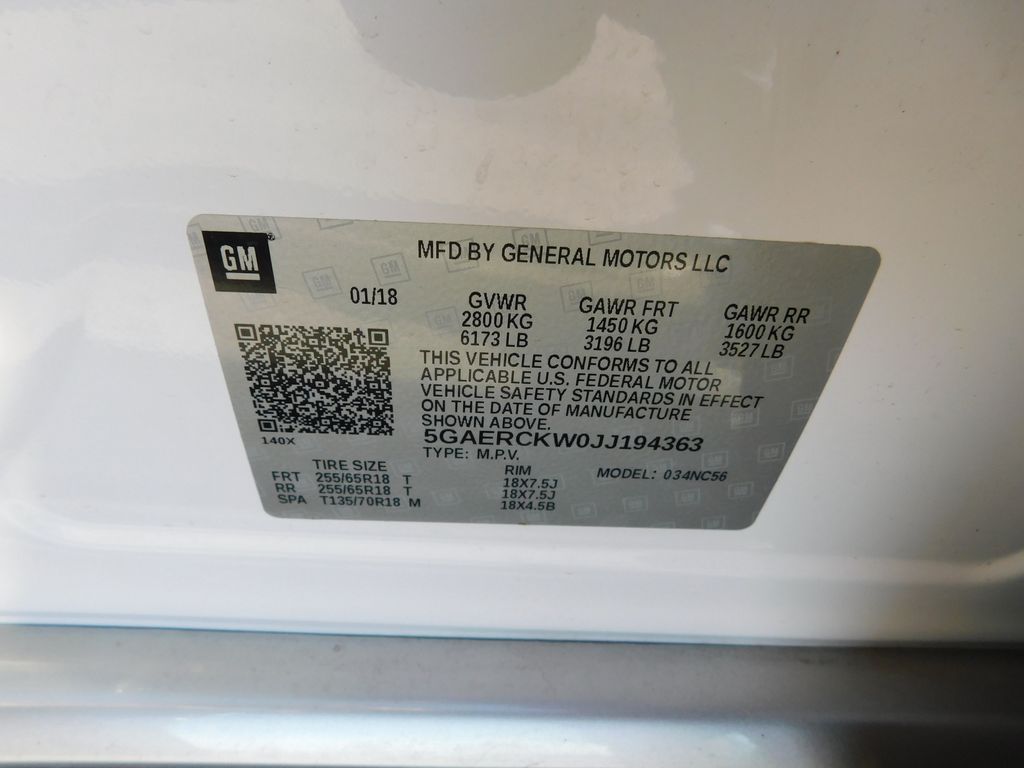 GM
MFD BY GENERAL MOTORS LLC
01/18 GVWR GAWR FRT GAWR RR
2800 KG 1450 KG 1600 KG
6173 LB 3196 LB 3527 LB
THIS VEHICLE CONFORMS TO ALL
APPLICABLE U.S. FEDERAL MOTOR
VEHICLE SAFETY STANDARDS IN EFFECT
ON THE DATE OF MANUFACTURE
SHOWN ABOVE.
140X
5GAERCKW0JJ194363
TYPE: M.P.V.
TIRE SIZE RIM MODEL: 034NC56
FRT 255/65R18 T 18X7.5J
RR 255/65R18 T 18X7.5J
SPA T135/70R18 M 18X4.5B